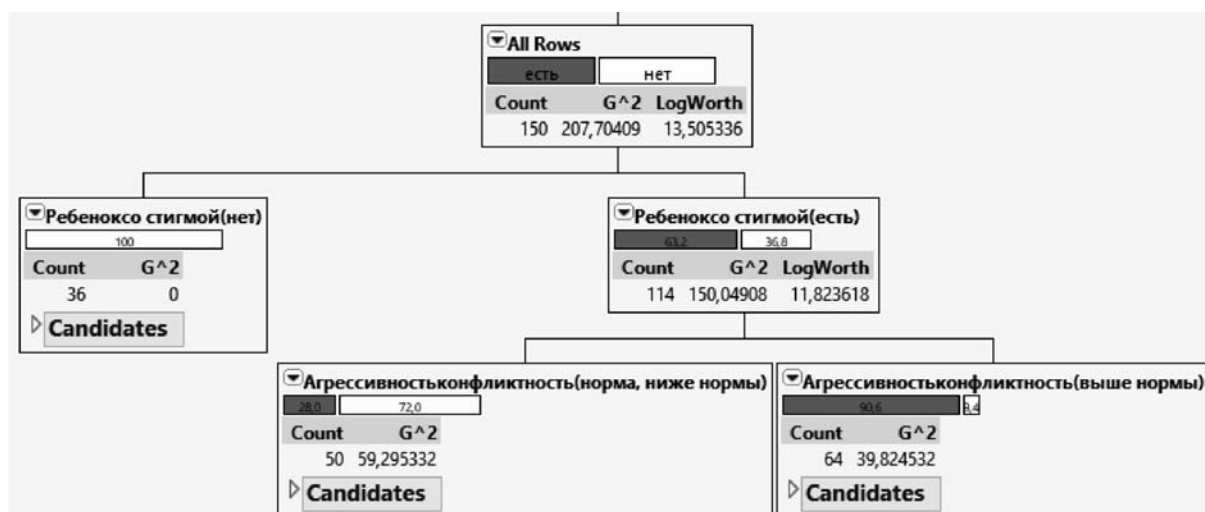 All Rows
есть нет
Count G^2 LogWorth
150 207,70409 13,505336
Ребеноксо стигмой(нет)
100
Count G^2
36 0
Candidates
Ребеноксо стигмой(есть)
63,2 36,8
Count G^2 LogWorth
114 150,04908 11,823618
Агрессивностьконфликтность(норма, ниже нормы)
28,0 72,0
Count G^2
50 59,295332
Candidates
Агрессивностьконфликтность(выше нормы)
90,6 9,4
Count G^2
64 39,824532
Candidates